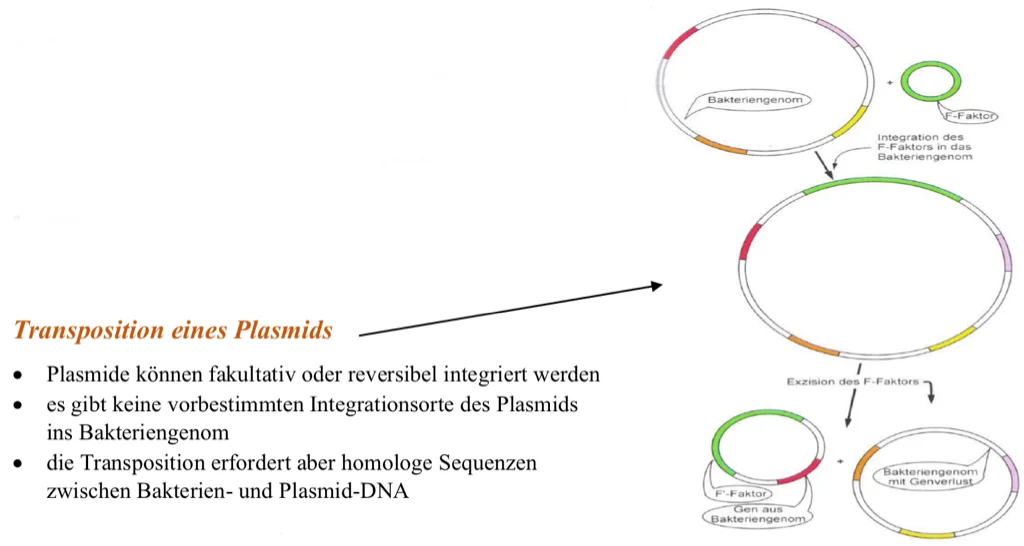 Bakteriengenom
+
F-Faktor
Integration des
F-Faktors in das
Bakteriengenom
Transposition eines Plasmids
• Plasmide können fakultativ oder reversibel integriert werden
• es gibt keine vorbestimmten Integrationsorte des Plasmids
ins Bakteriengenom
• die Transposition erfordert aber homologe Sequenzen
zwischen Bakterien- und Plasmid-DNA
Exzision des F-Faktors
+
F'-Faktor
Gen aus
Bakteriengenom
Bakteriengenom
mit Genverlust